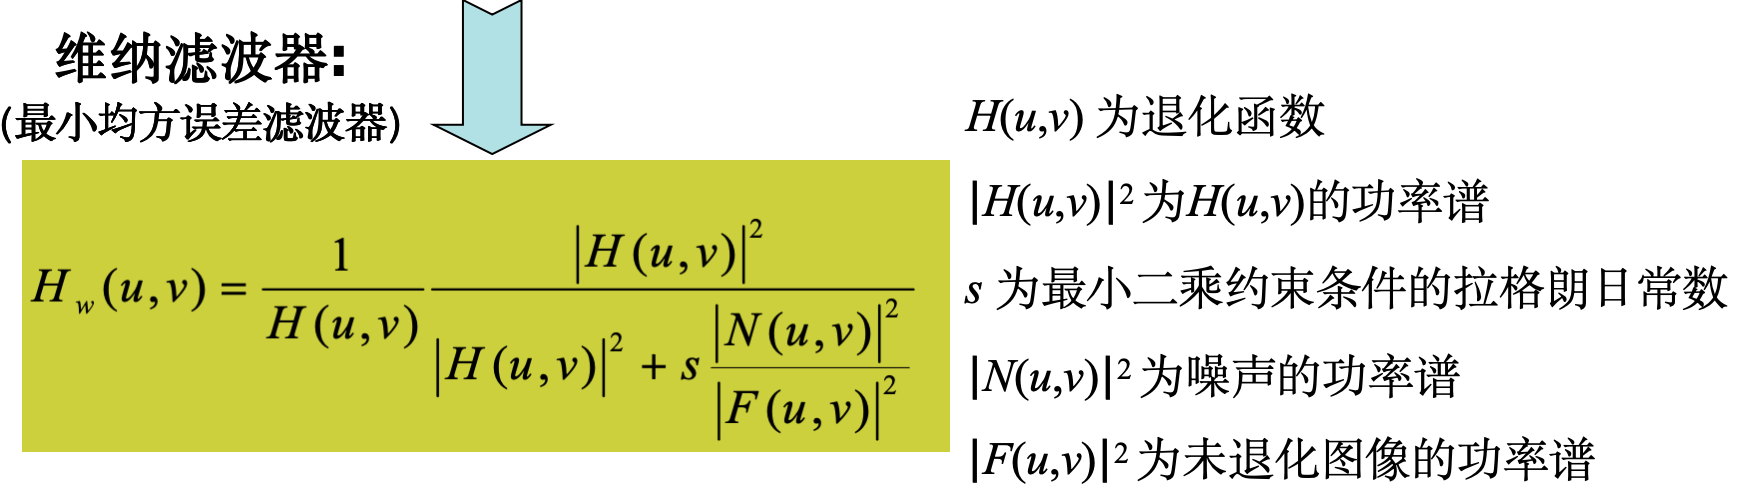 维纳滤波器:
(最小均方误差滤波器)
H_w(u,v) = \frac{1}{H(u,v)} \frac{|H(u,v)|^2}{|H(u,v)|^2 + s \frac{|N(u,v)|^2}{|F(u,v)|^2}}
H(u,v) 为退化函数
|H(u,v)|² 为H(u,v)的功率谱
s 为最小二乘约束条件的拉格朗日常数
|N(u,v)|² 为噪声的功率谱
|F(u,v)|² 为未退化图像的功率谱